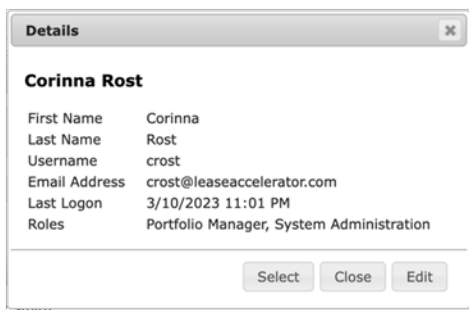 Details
Corinna Rost
First Name Corinna
Last Name Rost
Username crost
Email Address crost@leaseaccelerator.com
Last Logon 3/10/2023 11:01 PM
Roles Portfolio Manager, System Administration
Select Close Edit